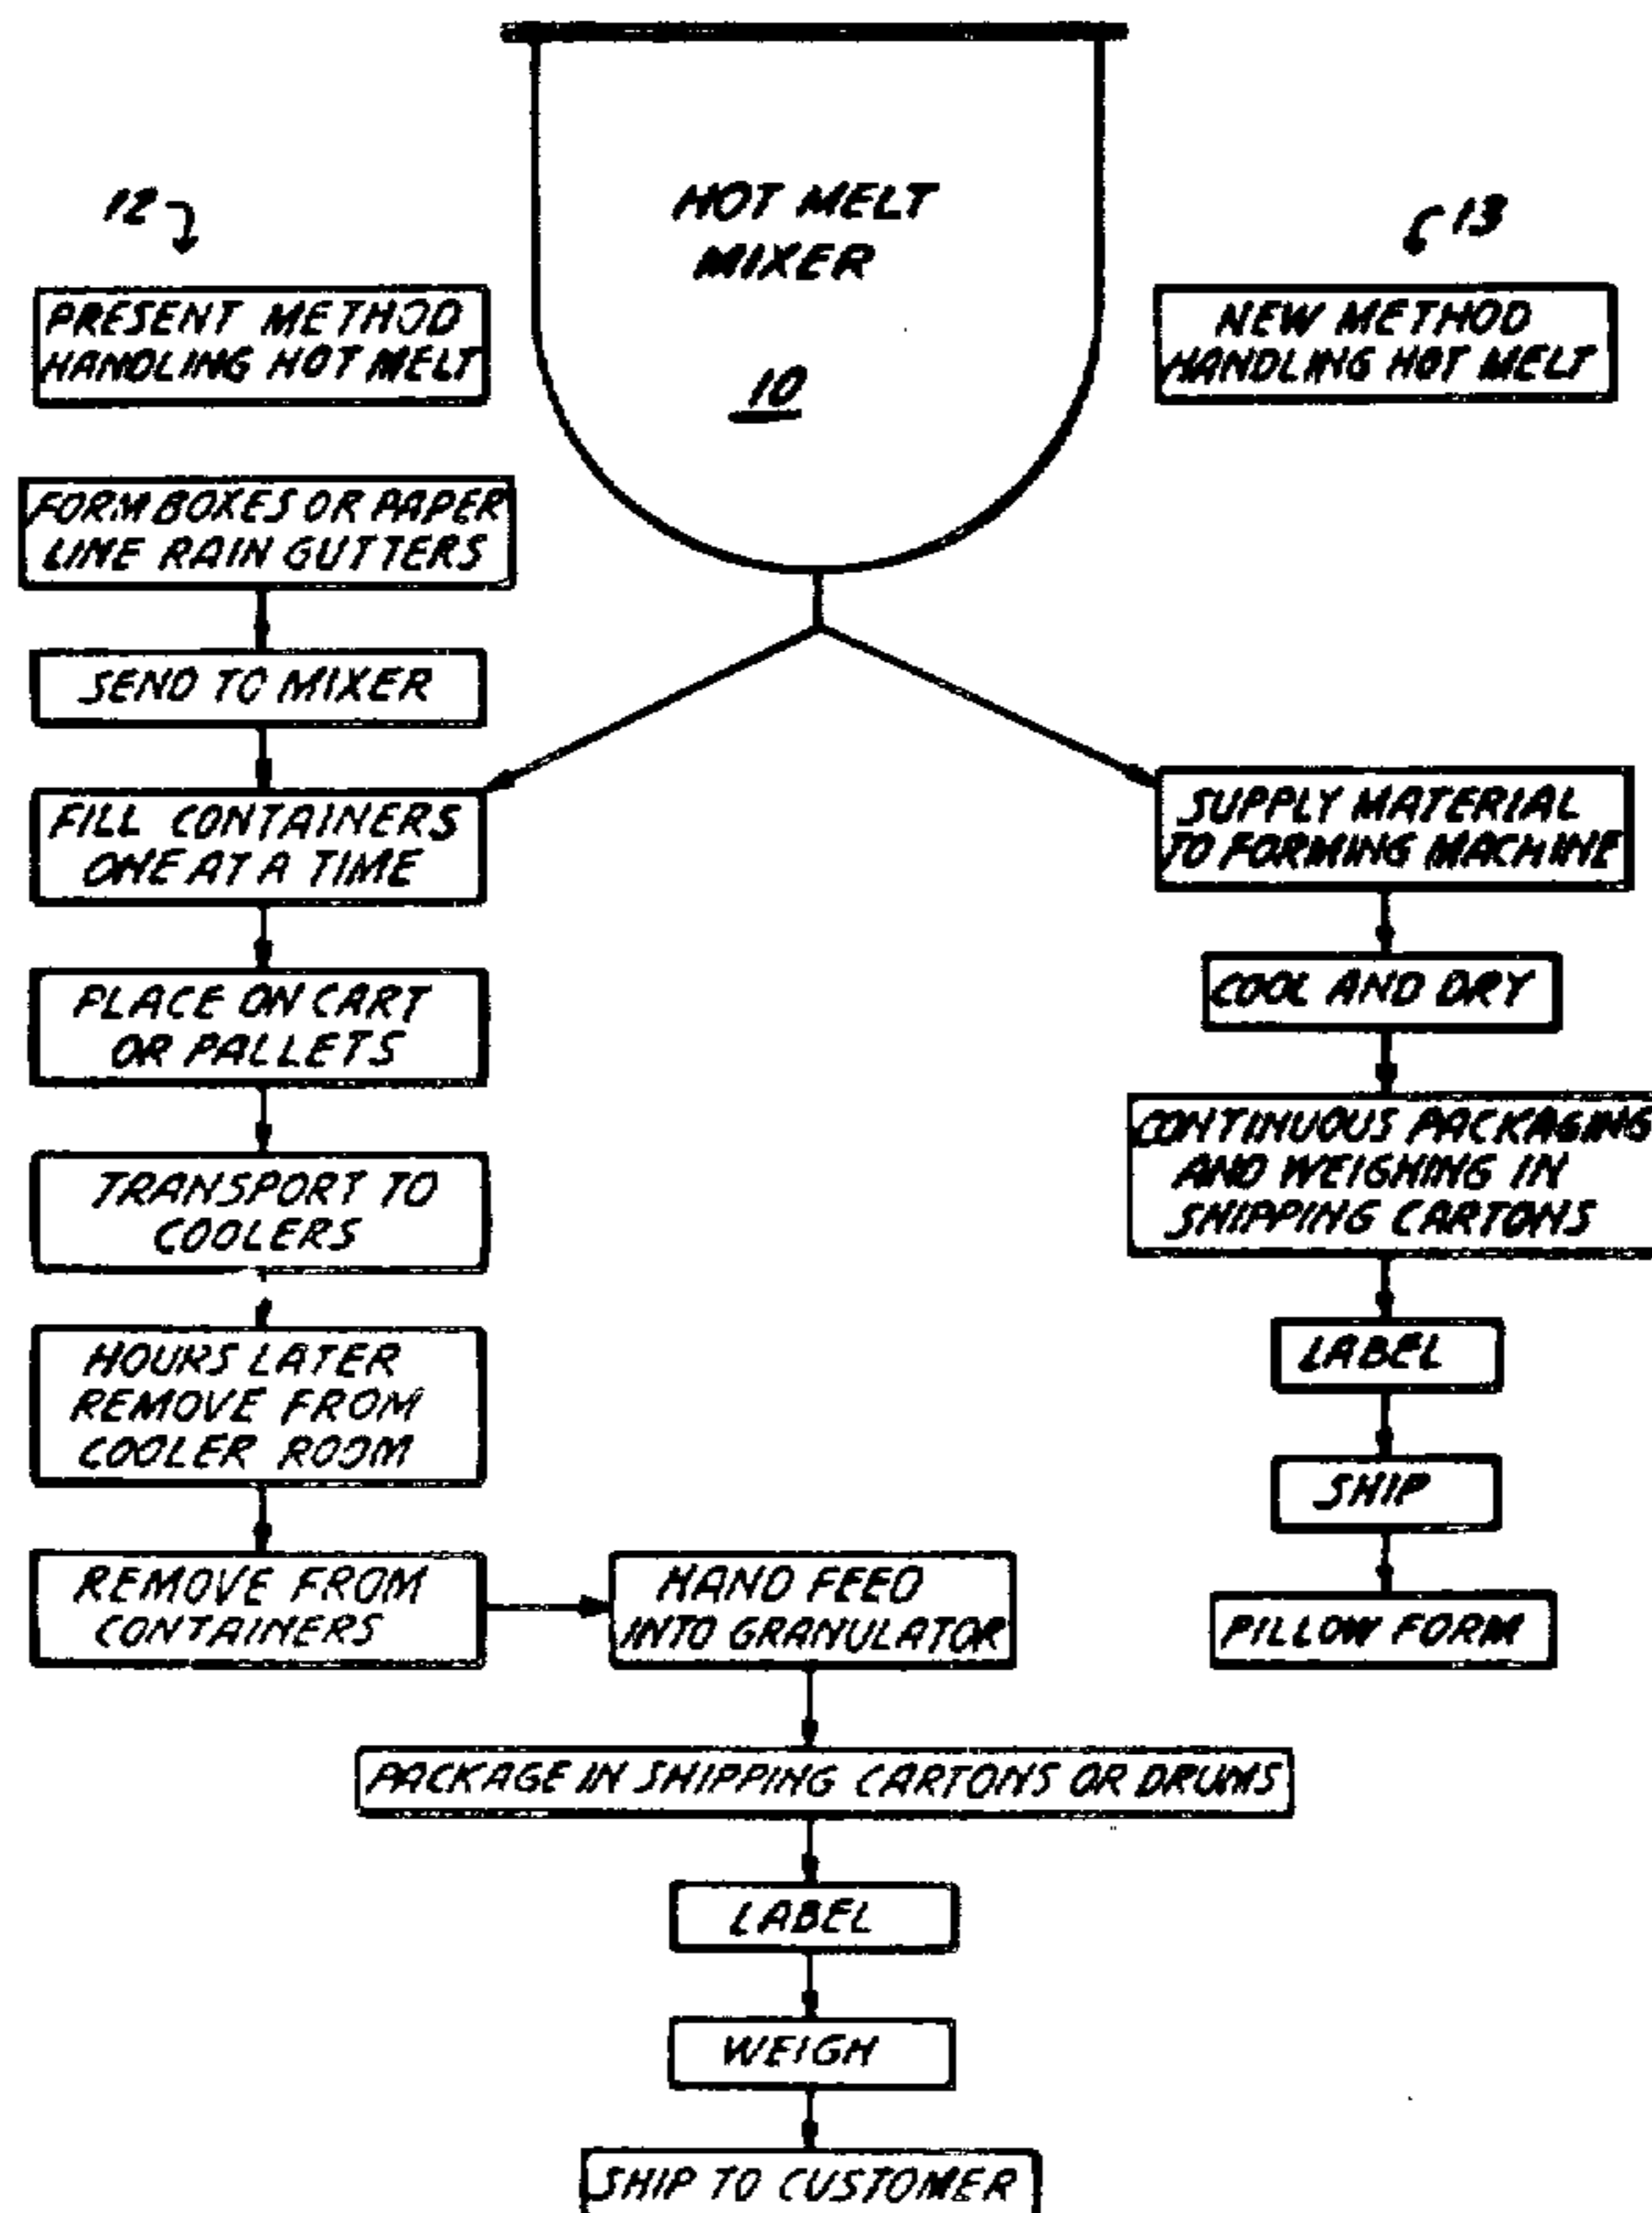 HOT MELT
MIXER
10
12
PRESENT METHOD
HANDLING HOT MELT
13
NEW METHOD
HANDLING HOT MELT
FORM BOXES OR PAPER
LINE RAIN GUTTERS
SEND TO MIXER
FILL CONTAINERS
ONE AT A TIME
PLACE ON CART
OR PALLETS
TRANSPORT TO
COOLERS
HOURS LATER
REMOVE FROM
COOLER ROOM
REMOVE FROM
CONTAINERS
HAND FEED
INTO GRANULATOR
PACKAGE IN SHIPPING CARTONS OR DRUMS
LABEL
WEIGH
SHIP TO CUSTOMER
SUPPLY MATERIAL
TO FORMING MACHINE
COOL AND DRY
CONTINUOUS PACKAGING
AND WEIGHING IN
SHIPPING CARTONS
LABEL
SHIP
PILLOW FORM